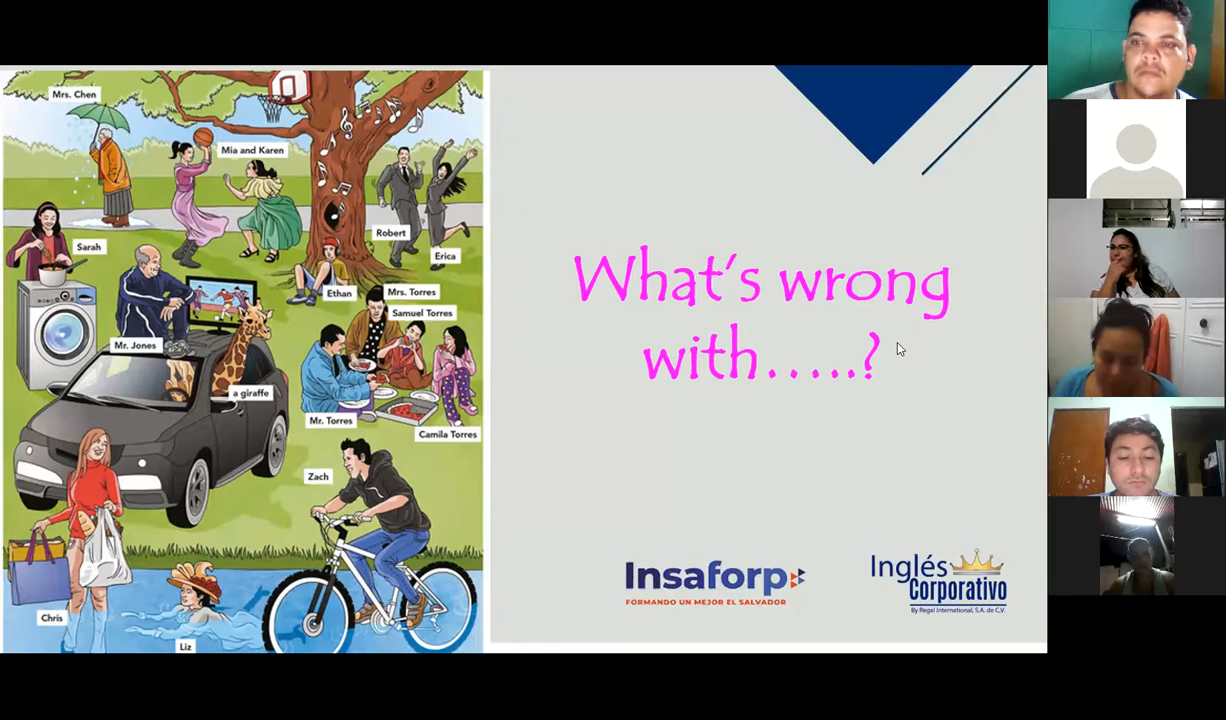 Mrs. Chen
Mia and Karen
Robert
Sarah
Erica
Ethan
Mrs. Torres
Samuel Torres
Mr. Jones
a giraffe
Mr. Torres
Camila Torres
Zach
Chris
Liz
What's wrong
with.....?
Insaforp
FORMANDO UN MEJOR EL SALVADOR
Inglés
Corporativo
By Regal International, S.A. de C.V.